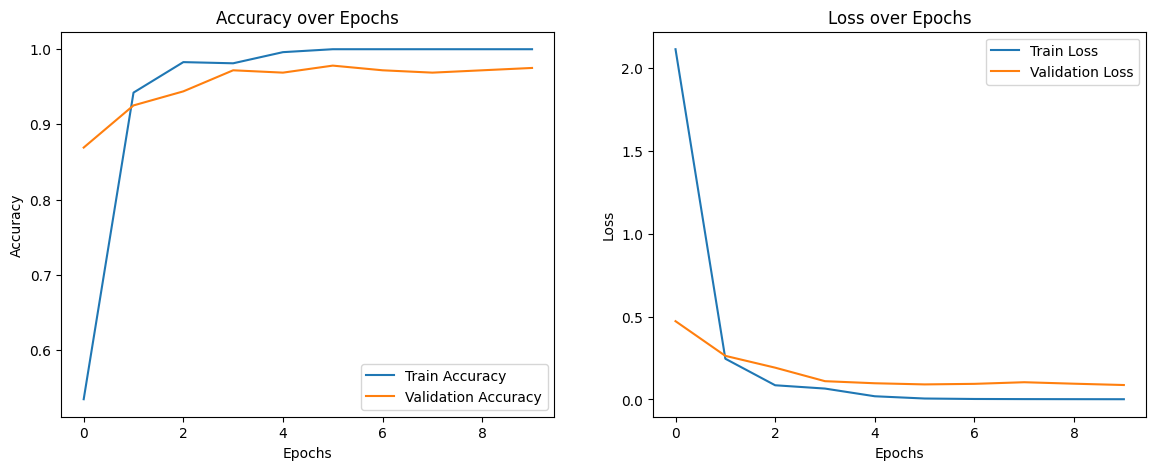 Accuracy over Epochs
1.0
0.9
0.8
0.7
0.6
Accuracy
0 2 4 6 8
Epochs
Train Accuracy
Validation Accuracy
Loss over Epochs
2.0
1.5
1.0
0.5
0.0
Loss
0 2 4 6 8
Epochs
Train Loss
Validation Loss